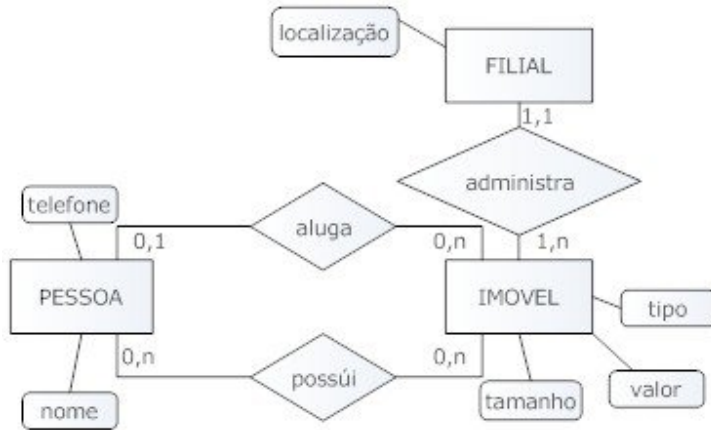 localização
FILIAL
1,1
administra
telefone
aluga
0,1
0,n
1,n
PESSOA
IMOVEL
tipo
0,n
0,n
possúi
nome
tamanho
valor